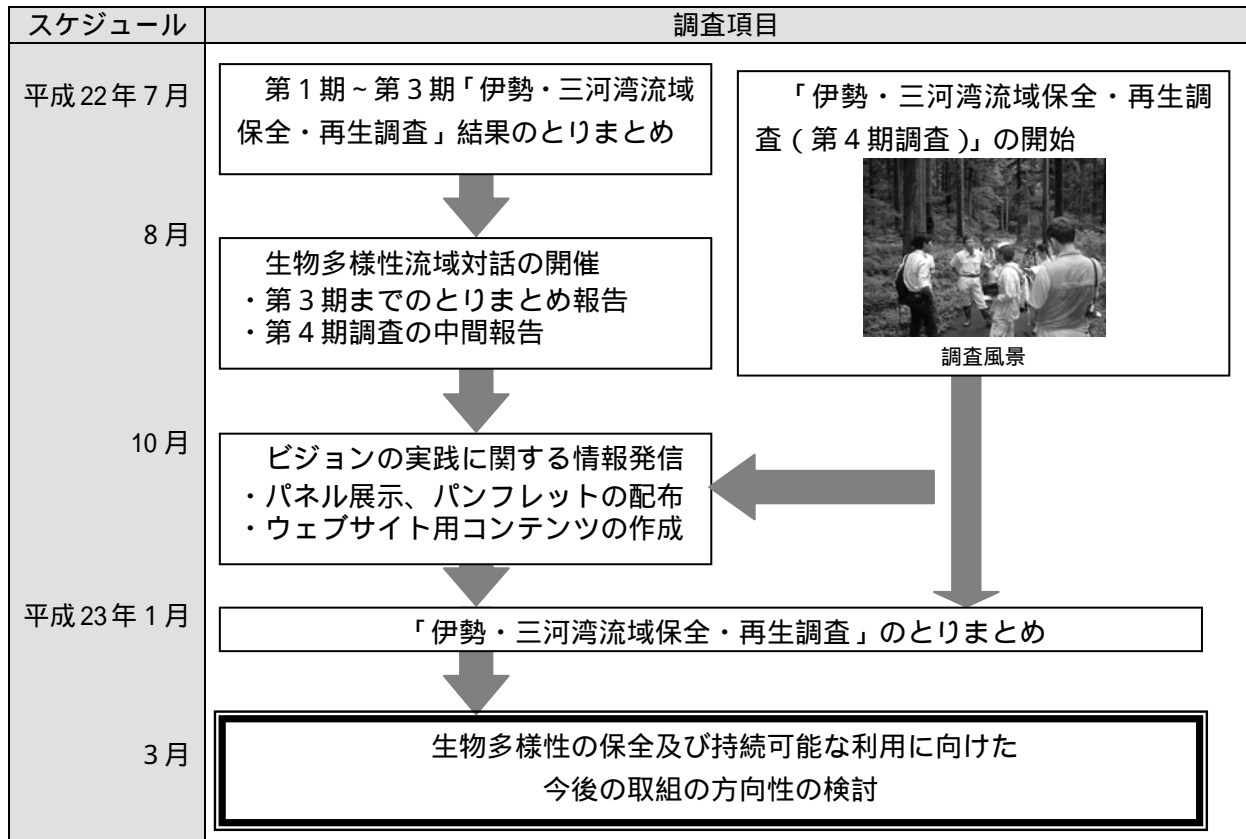 スケジュール
調査項目
平成22年7月
第1期~第3期「伊勢・三河湾流域
保全・再生調査」結果のとりまとめ
「伊勢・三河湾流域保全・再生調
査(第4期調査)」の開始
調査風景
8月
生物多様性流域対話の開催
・第3期までのとりまとめ報告
・第4期調査の中間報告
10月
ビジョンの実践に関する情報発信
・パネル展示、パンフレットの配布
・ウェブサイト用コンテンツの作成
平成23年1月
「伊勢・三河湾流域保全・再生調査」のとりまとめ
3月
生物多様性の保全及び持続可能な利用に向けた
今後の取組の方向性の検討